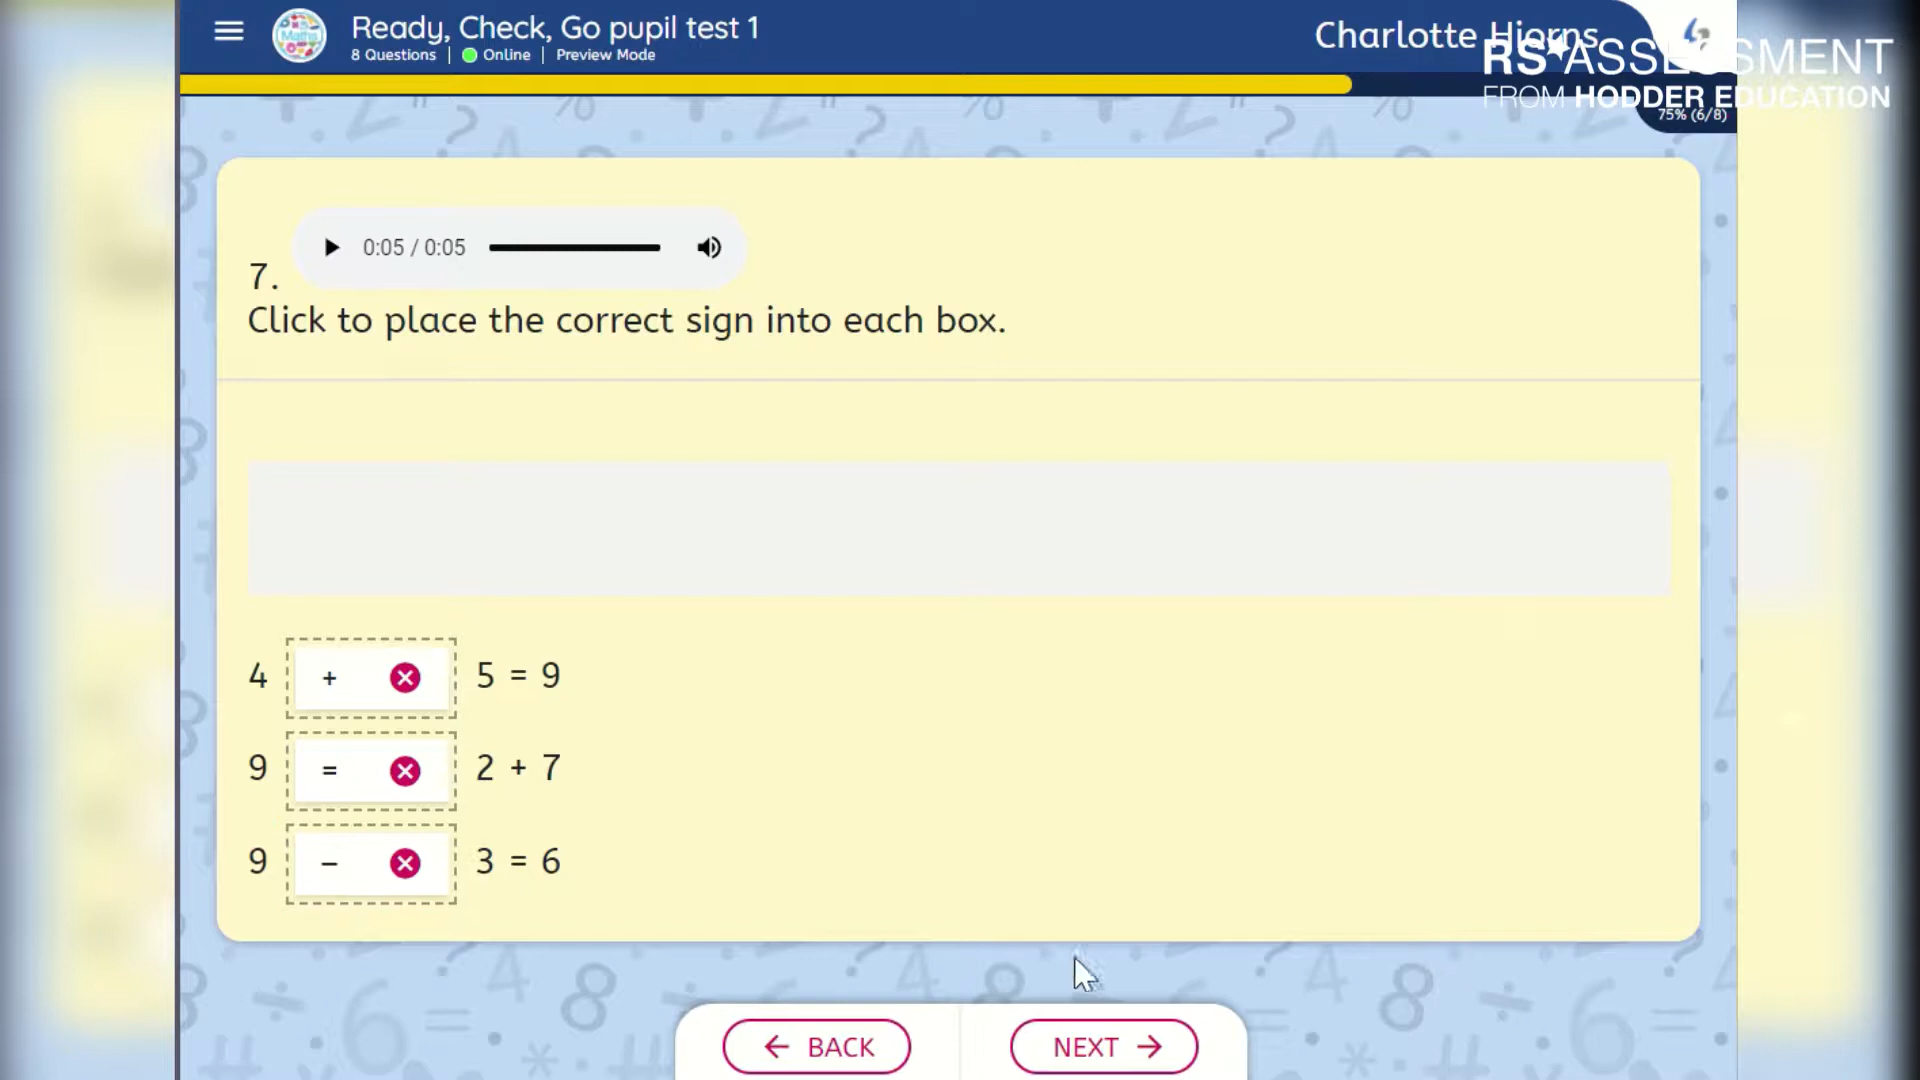 Ready, Check, Go pupil test 1
8 Questions | Online | Preview Mode
Charlotte Hiorns
RS ASSESSMENT
FROM HODDER EDUCATION
75% (6/8)
0:05 / 0:05
7.
Click to place the correct sign into each box.
4 + 5 = 9
9 = 2 + 7
9 − 3 = 6
← BACK
NEXT →